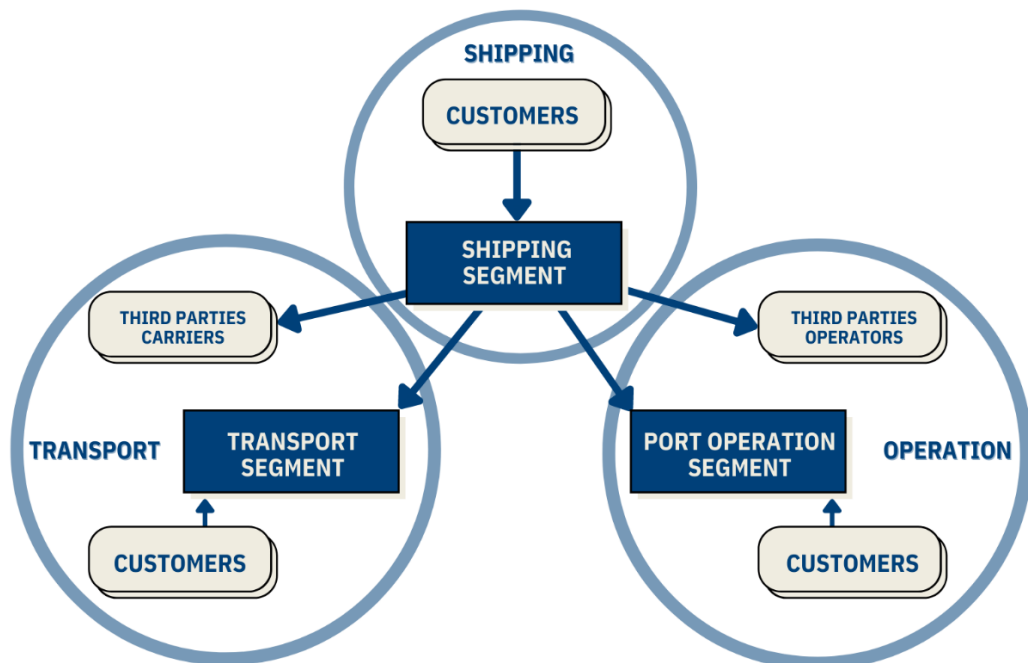 SHIPPING
CUSTOMERS
SHIPPING
SEGMENT
THIRD PARTIES
CARRIERS
THIRD PARTIES
OPERATORS
TRANSPORT
TRANSPORT
SEGMENT
PORT OPERATION
SEGMENT
OPERATION
CUSTOMERS
CUSTOMERS